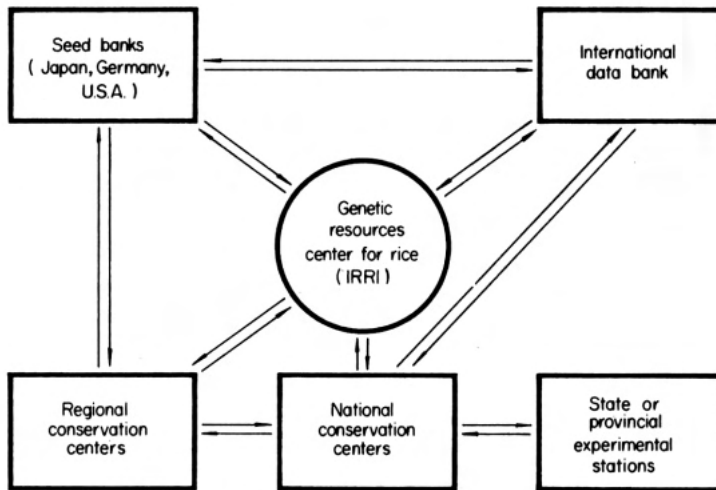 Seed banks
( Japan, Germany,
U.S.A. )
International
data bank
Genetic
resources
center for rice
( IRRI )
Regional
conservation
centers
National
conservation
centers
State or
provincial
experimental
stations